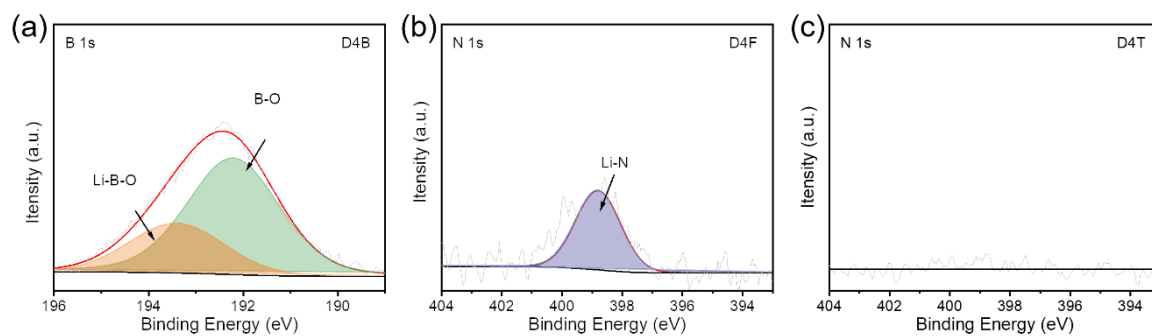 (a)
B 1s
D4B
B-O
Li-B-O
Itensity (a.u.)
196 194 192 190
Binding Energy (eV)
(b)
N 1s
D4F
Li-N
Itensity (a.u.)
404 402 400 398 396 394
Binding Energy (eV)
(c)
N 1s
D4T
Itensity (a.u.)
404 402 400 398 396 394
Binding Energy (eV)